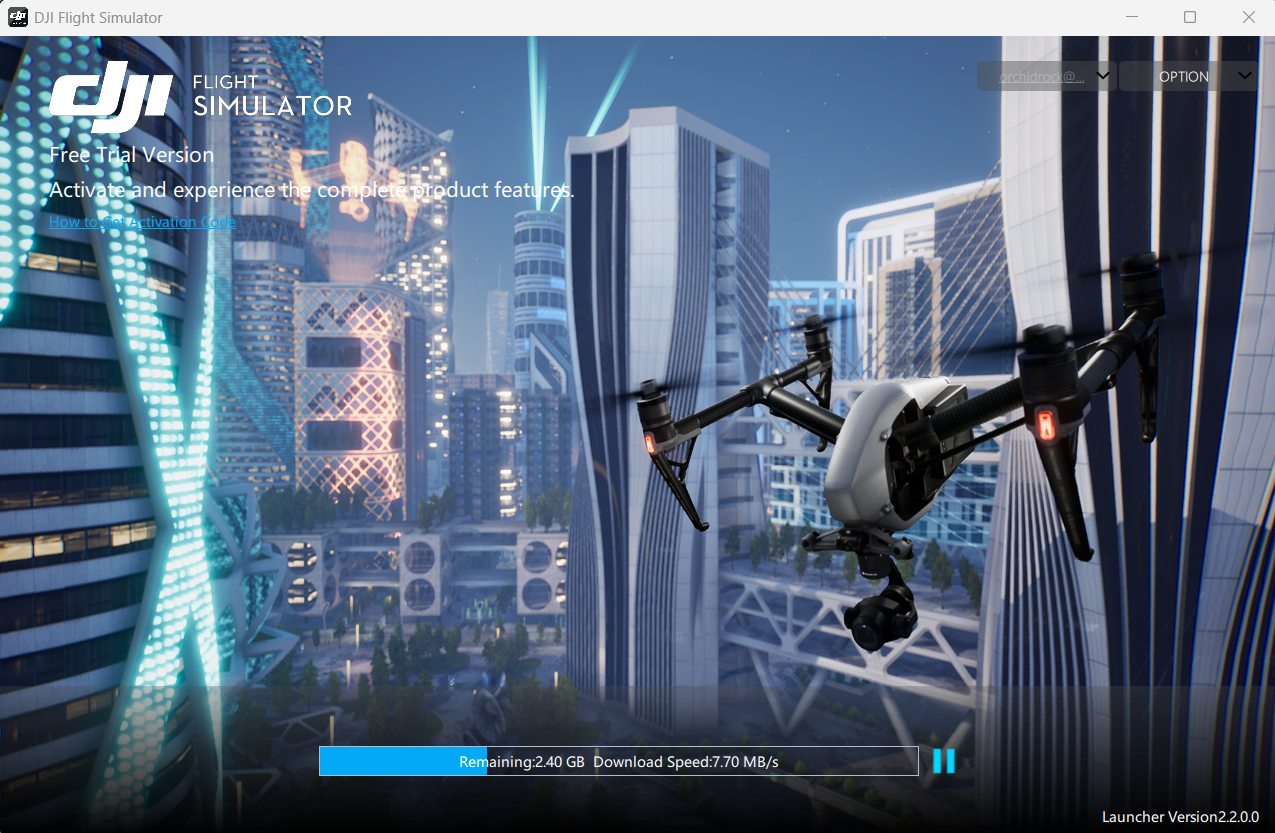 DJI Flight Simulator
dji FLIGHT
SIMULATOR
orchidrock@...
OPTION
Free Trial Version
Activate and experience the complete product features.
How to Get Activation Code
Remaining:2.40 GB Download Speed:7.70 MB/s
Launcher Version2.2.0.0